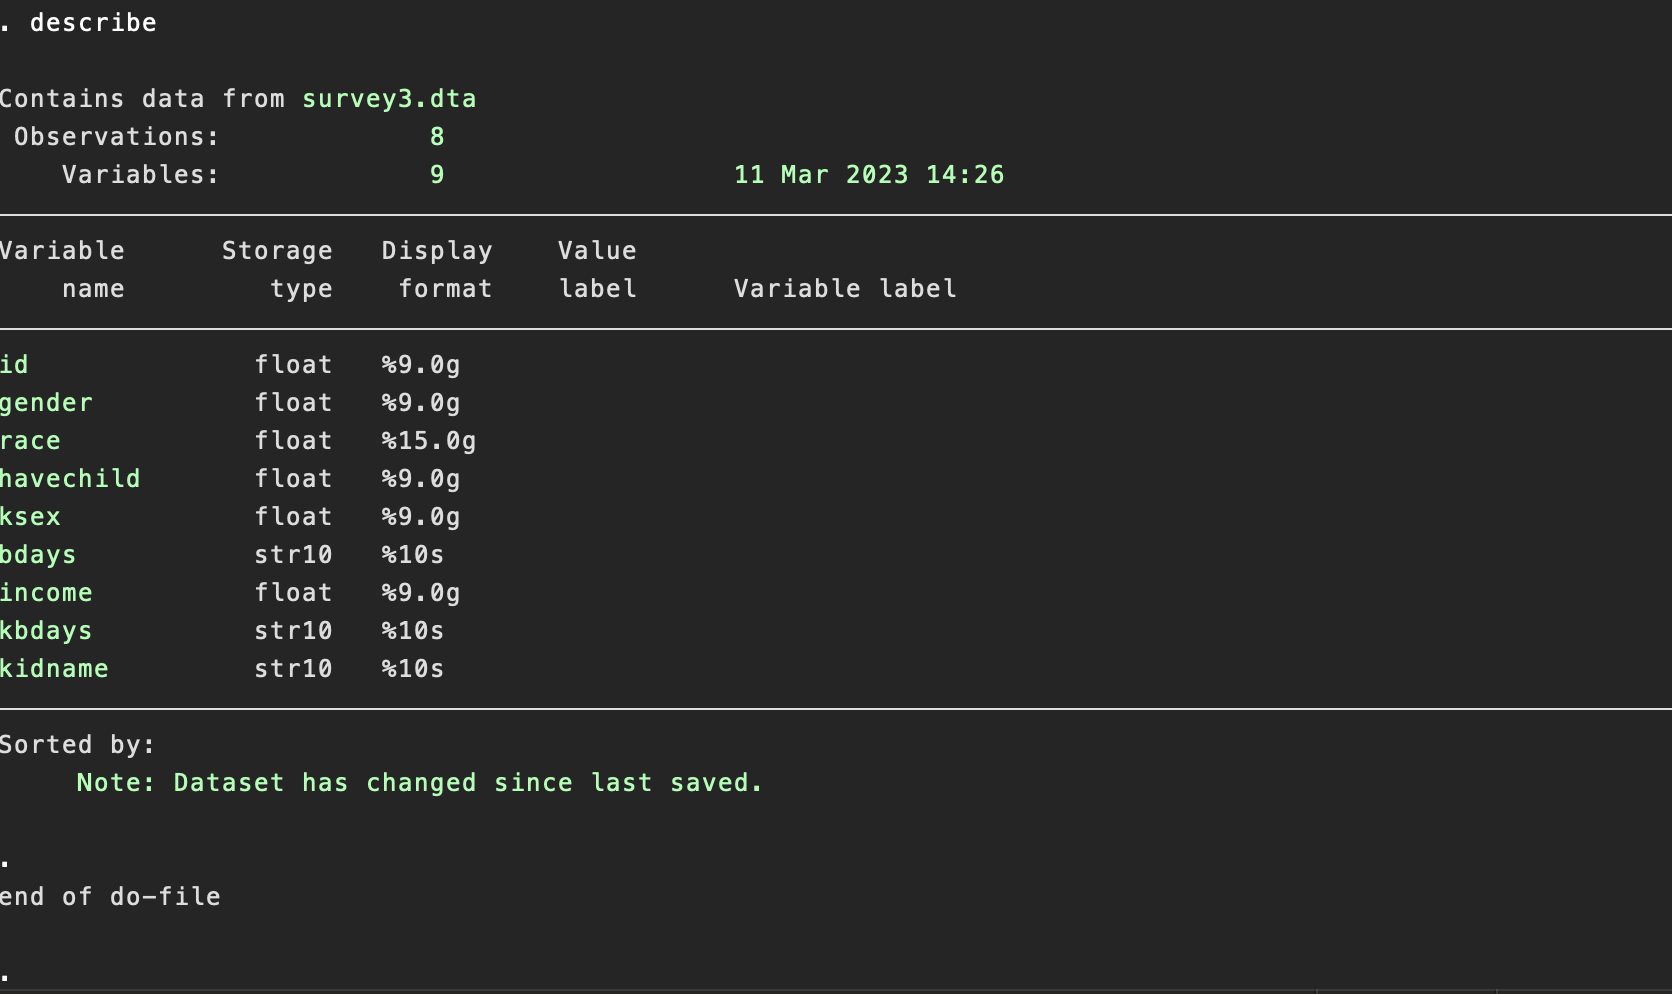 . describe
Contains data from survey3.dta
 Observations:             8
    Variables:             9                  11 Mar 2023 14:26
Variable      Storage   Display    Value
    name         type    format    label      Variable label
id              float   %9.0g
gender          float   %9.0g
race            float   %15.0g
havechild       float   %9.0g
ksex            float   %9.0g
bdays           str10   %10s
income          float   %9.0g
kbdays          str10   %10s
kidname         str10   %10s
Sorted by:
     Note: Dataset has changed since last saved.
.
end of do-file
.